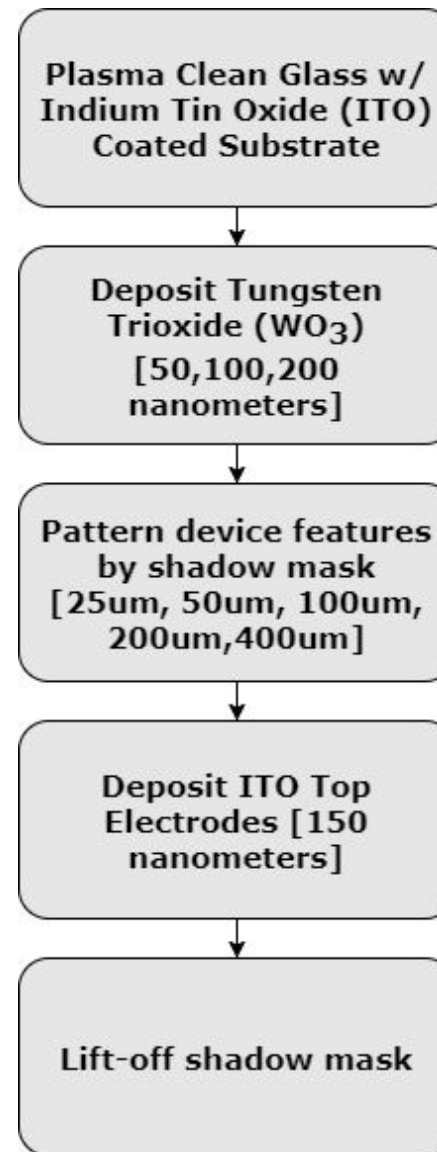 Plasma Clean Glass w/
Indium Tin Oxide (ITO)
Coated Substrate
Deposit Tungsten
Trioxide (WO₃)
[50,100,200
nanometers]
Pattern device features
by shadow mask
[25um, 50um, 100um,
200um,400um]
Deposit ITO Top
Electrodes [150
nanometers]
Lift-off shadow mask